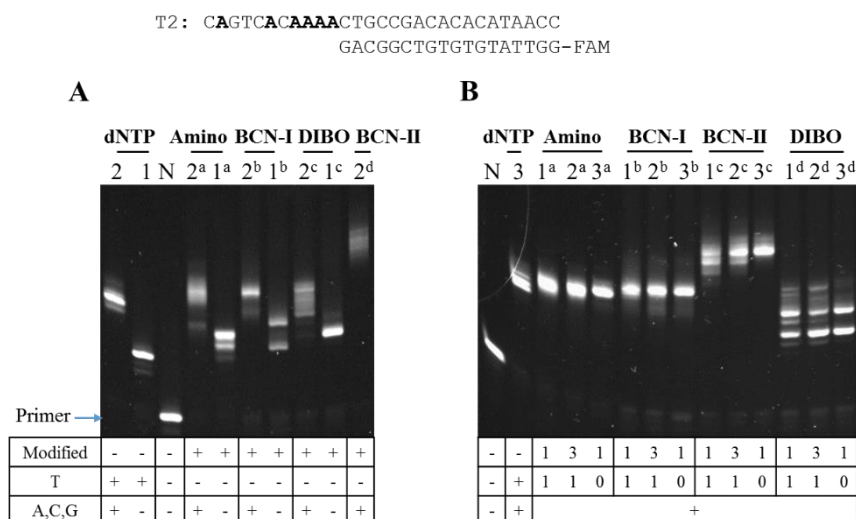 T2: CAGTCACAAAACTGCCGACACACATAACC
GACGGCTGTGTGTATTGG-FAM
A B
dNTP Amino BCN-I DIBO BCN-II
2 1 N 2ᵃ 1ᵃ 2ᵇ 1ᵇ 2ᶜ 1ᶜ 2ᵈ
dNTP Amino BCN-I BCN-II DIBO
N 3 1ᵃ 2ᵃ 3ᵃ 1ᵇ 2ᵇ 3ᵇ 1ᶜ 2ᶜ 3ᶜ 1ᵈ 2ᵈ 3ᵈ
Primer
Modified - - - + + + + + + +
T + + - - - - - - - -
A,C,G + - - + - + - + - +
- - 1 3 1 1 3 1 1 3 1 1 3 1
- + 1 1 0 1 1 0 1 1 0 1 1 0
- + +